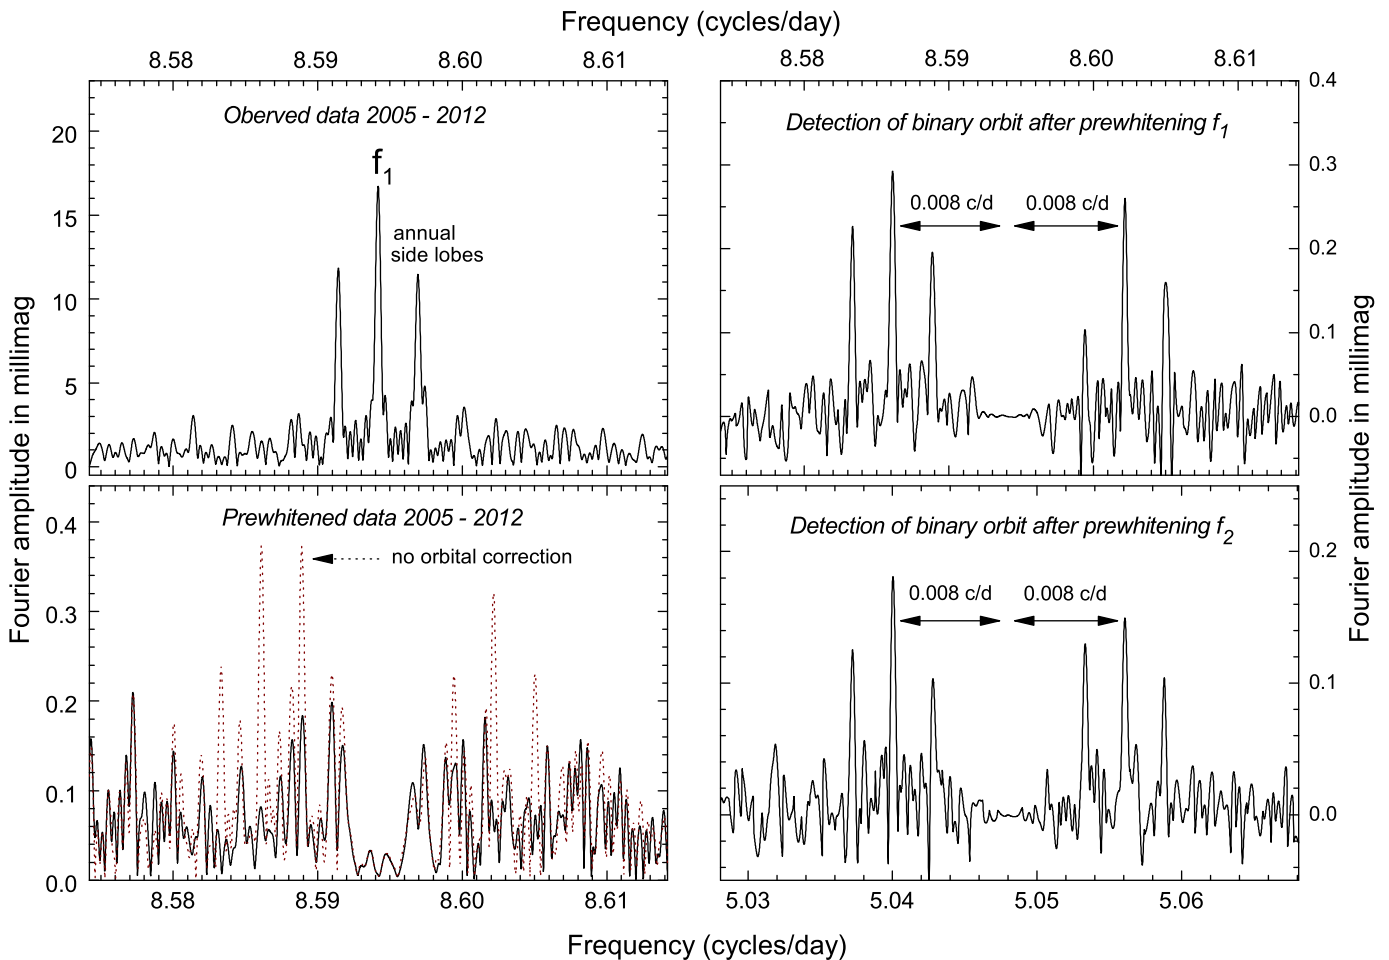 Frequency (cycles/day)
8.58 8.59 8.60 8.61
8.58 8.59 8.60 8.61
Fourier amplitude in millimag
20
15
10
5
0
Oberved data 2005 - 2012
f1
annual
side lobes
Detection of binary orbit after prewhitening f1
0.008 c/d 0.008 c/d
0.4
0.3
0.2
0.1
0.0
Fourier amplitude in millimag
0.4
0.3
0.2
0.1
0.0
Prewhitened data 2005 - 2012
no orbital correction
Detection of binary orbit after prewhitening f2
0.008 c/d 0.008 c/d
0.2
0.1
0.0
8.58 8.59 8.60 8.61
5.03 5.04 5.05 5.06
Frequency (cycles/day)